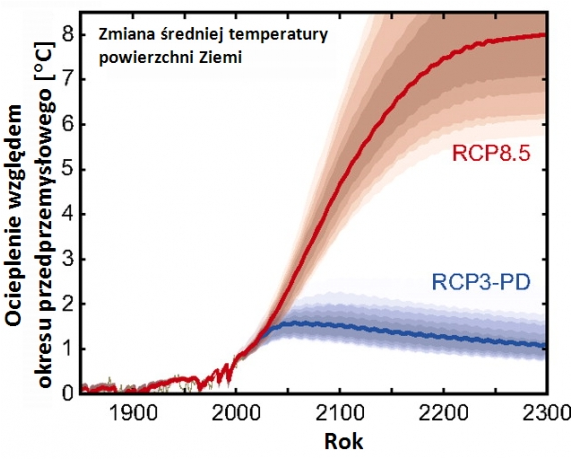 Zmiana średniej temperatury
powierzchni Ziemi
Ocieplenie względem
okresu przedprzemysłowego [°C]
8
7
6
5
4
3
2
1
0
RCP8.5
RCP3-PD
1900
2000
2100
2200
2300
Rok